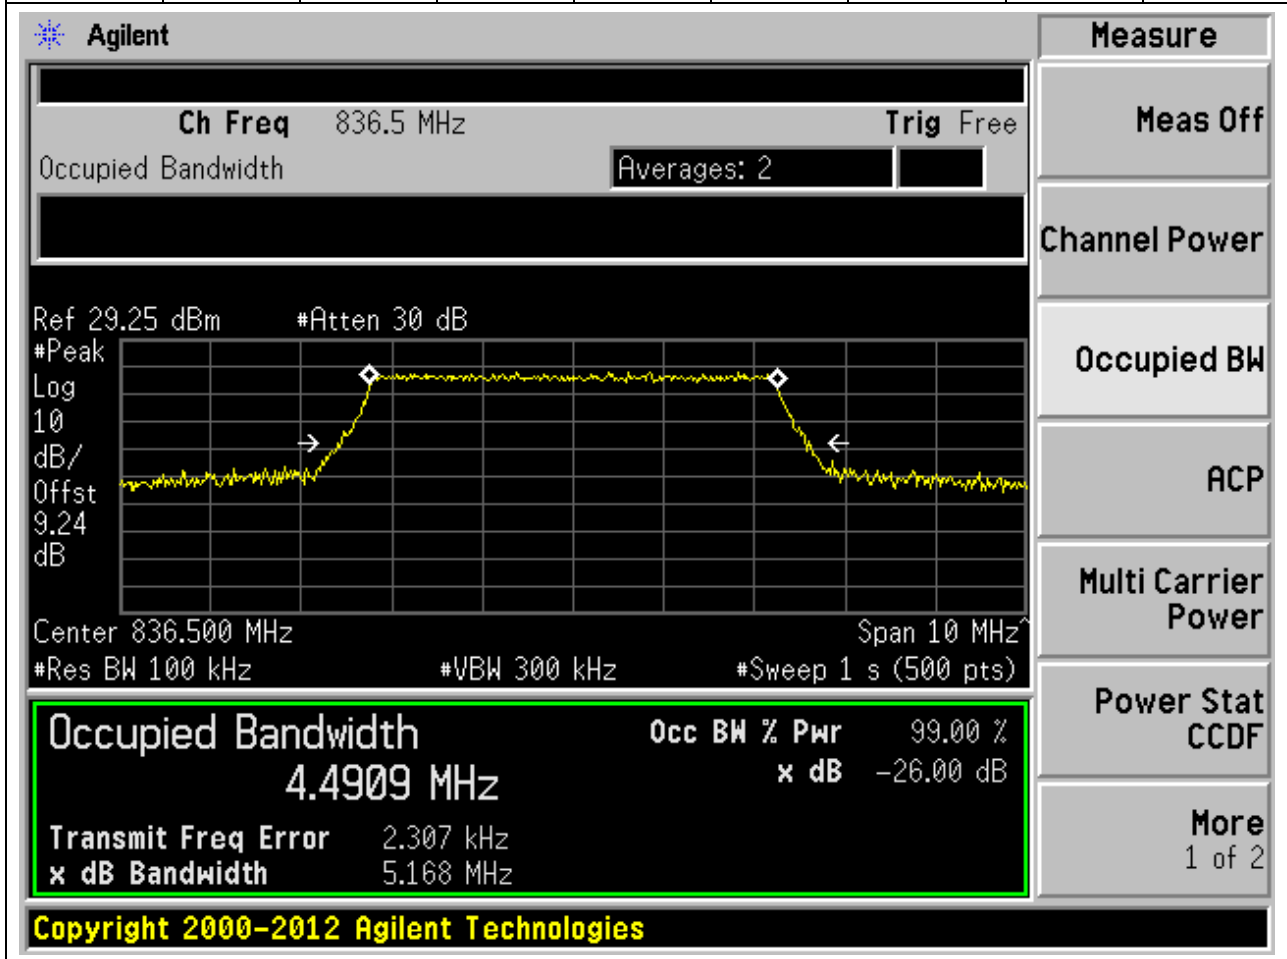 Agilent
Measure
Ch Freq 836.5 MHz Trig Free
Occupied Bandwidth Averages: 2
Meas Off
Channel Power
Occupied BW
ACP
Multi Carrier
Power
Power Stat
CCDF
More
1 of 2
Ref 29.25 dBm #Atten 30 dB
#Peak
Log
10
dB/
Offst
9.24
dB
Center 836.500 MHz Span 10 MHz^
#Res BW 100 kHz #VBW 300 kHz #Sweep 1 s (500 pts)
Occupied Bandwidth Occ BW % Pwr 99.00 %
4.4909 MHz x dB -26.00 dB
Transmit Freq Error 2.307 kHz
x dB Bandwidth 5.168 MHz
Copyright 2000-2012 Agilent Technologies